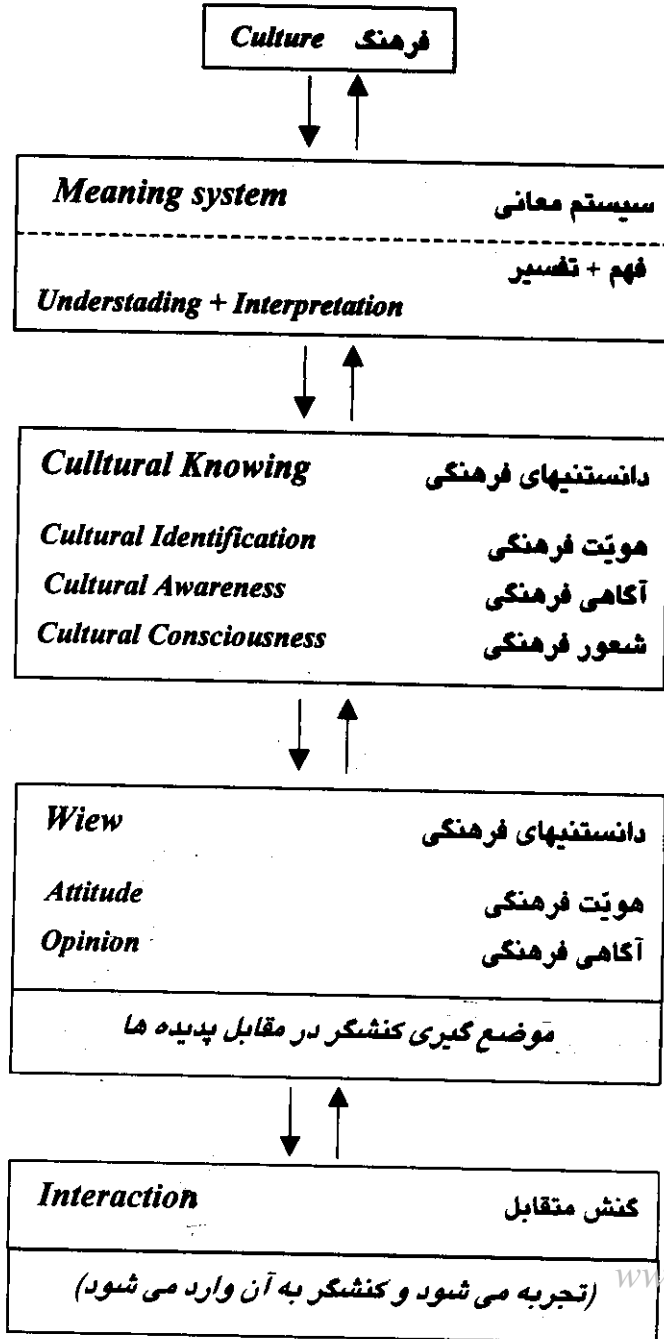 Culture فرهنگ
Meaning system سیستم معانی
فهم + تفسیر
Understading + Interpretation
Culltural Knowing دانستنیهای فرهنگی
Cultural Identification هویّت فرهنگی
Cultural Awareness آگاهی فرهنگی
Cultural Consciousness شعور فرهنگی
Wiew دانستنیهای فرهنگی
Attitude هویّت فرهنگی
Opinion آگاهی فرهنگی
موضع گیری کنشگر در مقابل پدیده ها
Interaction کنش متقابل
(تجربه می شود و کنشگر به آن وارد می شود)
ww